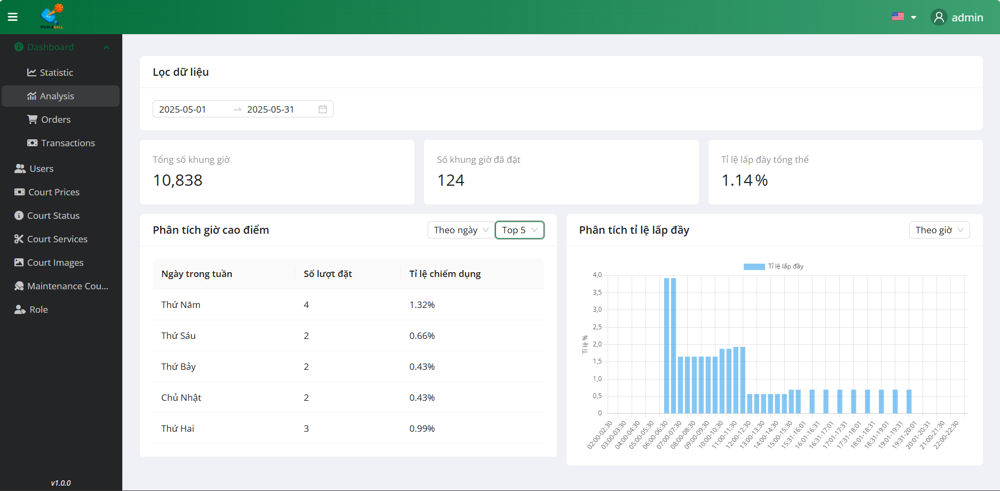 PICKLEBALL
admin
Dashboard
Statistic
Analysis
Orders
Transactions
Users
Court Prices
Court Status
Court Services
Court Images
Maintenance Cou...
Role
v1.0.0
Lọc dữ liệu
2025-05-01 → 2025-05-31
Tổng số khung giờ
10,838
Số khung giờ đã đặt
124
Tỉ lệ lấp đầy tổng thể
1.14 %
Phân tích giờ cao điểm
Theo ngày
Top 5
Ngày trong tuần Số lượt đặt Tỉ lệ chiếm dụng
Thứ Năm 4 1.32%
Thứ Sáu 2 0.66%
Thứ Bảy 2 0.43%
Chủ Nhật 2 0.43%
Thứ Hai 3 0.99%
Phân tích tỉ lệ lấp đầy
Theo giờ
Tỉ lệ lấp đầy
Tỉ lệ %
4,0
3,5
3,0
2,5
2,0
1,5
1,0
0,5
0
02:00-02:30
03:00-03:30
04:00-04:30
05:00-05:30
06:00-06:30
07:00-07:30
08:00-08:30
09:00-09:30
10:00-10:30
11:00-11:30
12:00-12:30
13:00-13:30
14:00-14:30
15:00-15:30
15:31-16:01
16:01-16:31
16:31-17:01
17:01-17:31
17:31-18:01
18:01-18:31
18:31-19:01
19:01-19:31
19:31-20:01
20:01-20:31
21:00-21:30
22:00-22:30